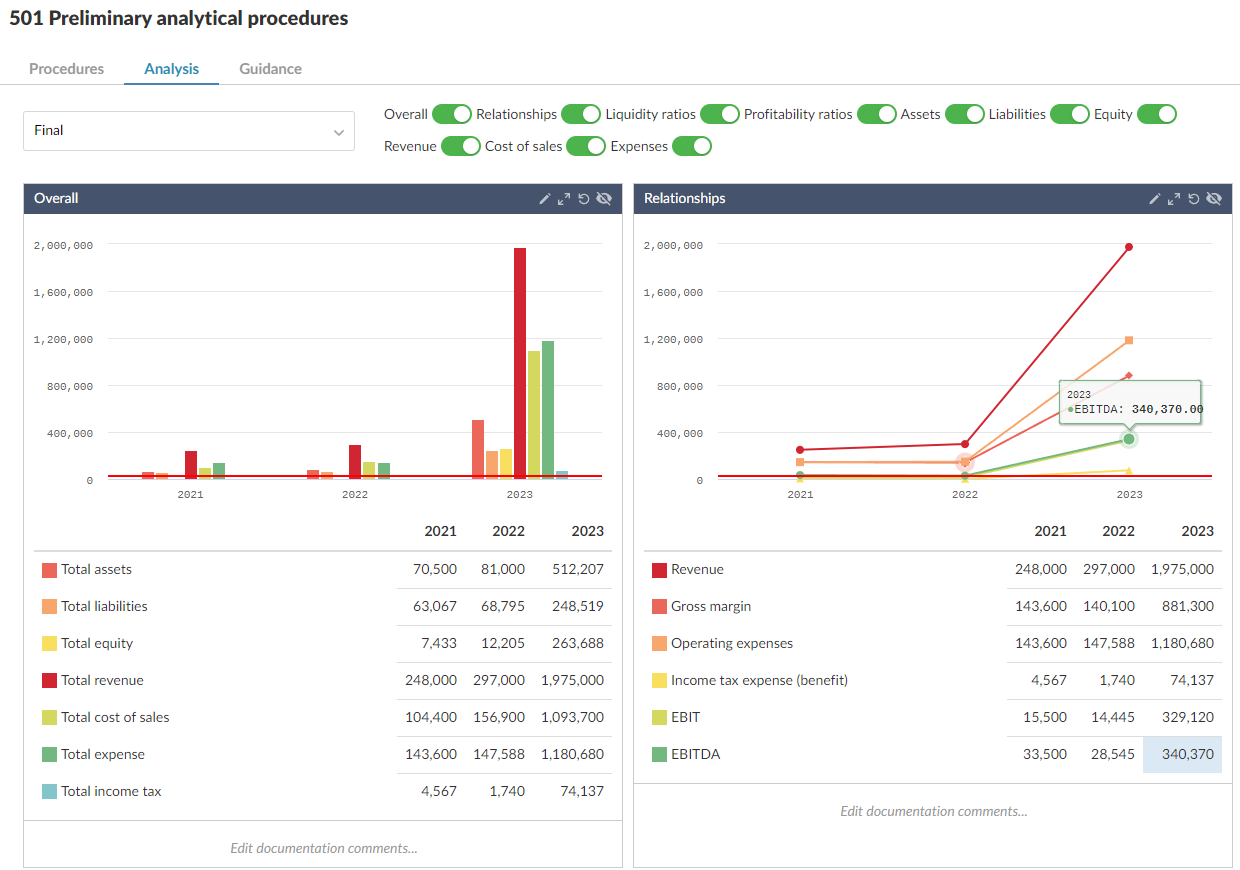 501 Preliminary analytical procedures
Procedures Analysis Guidance
Final
Overall Relationships Liquidity ratios Profitability ratios Assets Liabilities Equity
Revenue Cost of sales Expenses
Overall
2,000,000
1,600,000
1,200,000
800,000
400,000
0
2021 2022 2023
2021 2022 2023
Total assets 70,500 81,000 512,207
Total liabilities 63,067 68,795 248,519
Total equity 7,433 12,205 263,688
Total revenue 248,000 297,000 1,975,000
Total cost of sales 104,400 156,900 1,093,700
Total expense 143,600 147,588 1,180,680
Total income tax 4,567 1,740 74,137
Edit documentation comments...
Relationships
2,000,000
1,600,000
1,200,000
800,000
400,000
0
2023
EBITDA: 340,370.00
2021 2022 2023
2021 2022 2023
Revenue 248,000 297,000 1,975,000
Gross margin 143,600 140,100 881,300
Operating expenses 143,600 147,588 1,180,680
Income tax expense (benefit) 4,567 1,740 74,137
EBIT 15,500 14,445 329,120
EBITDA 33,500 28,545 340,370
Edit documentation comments...